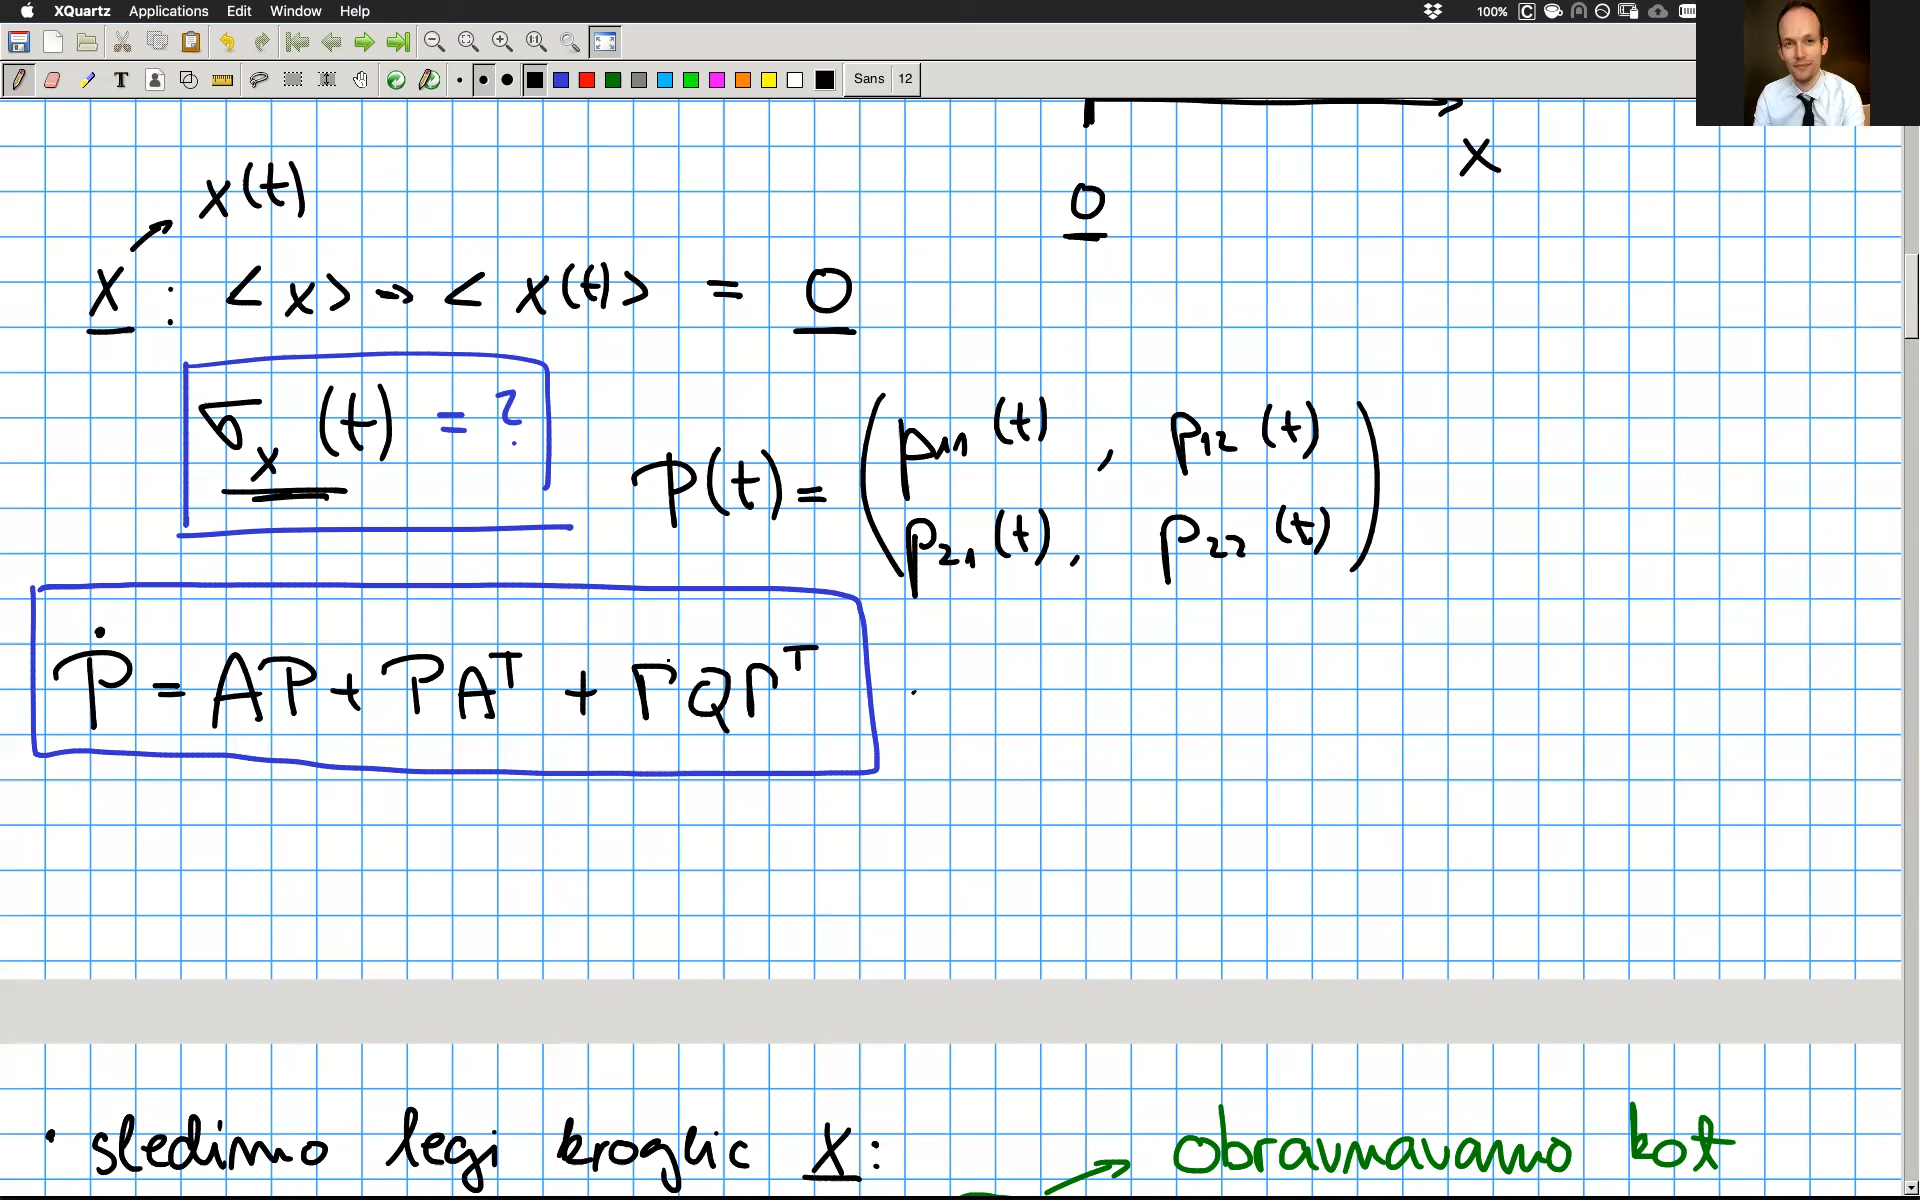 XQuartz Applications Edit Window Help 100%
Sans 12
x
0
x(t)
x : <x> → <x(t)> = 0
σx (t) = ?
P(t) = ( p11 (t) , p12 (t)
p21 (t) , p22 (t) )
Ṗ = AP + PAᵀ + ΓQΓᵀ
· sledimo legi kroglic x :
→ obravnavamo kot